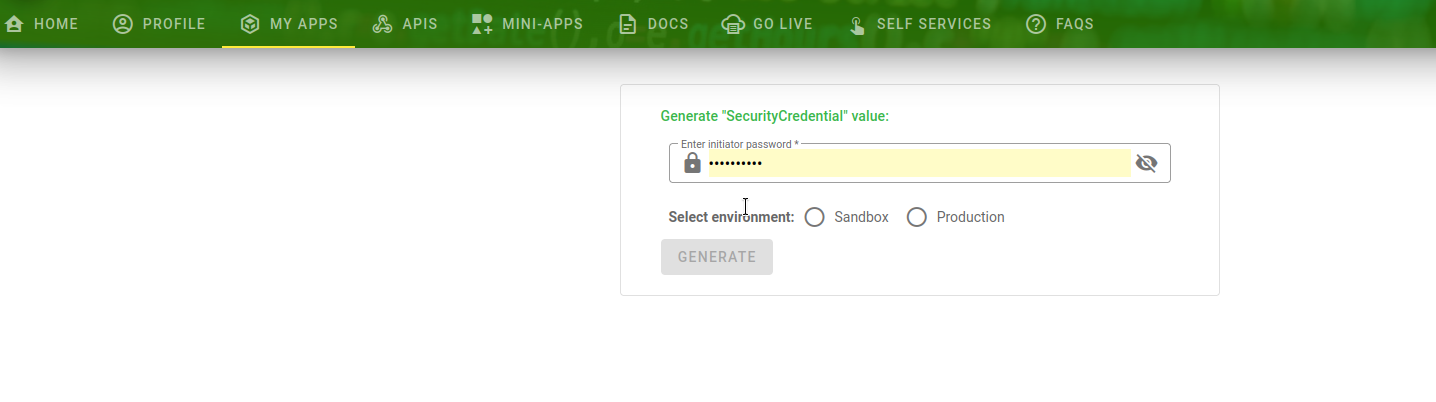 HOME PROFILE MY APPS APIS MINI-APPS DOCS GO LIVE SELF SERVICES FAQS
Generate "SecurityCredential" value:
Enter initiator password *
••••••••••
Select environment: Sandbox Production
GENERATE